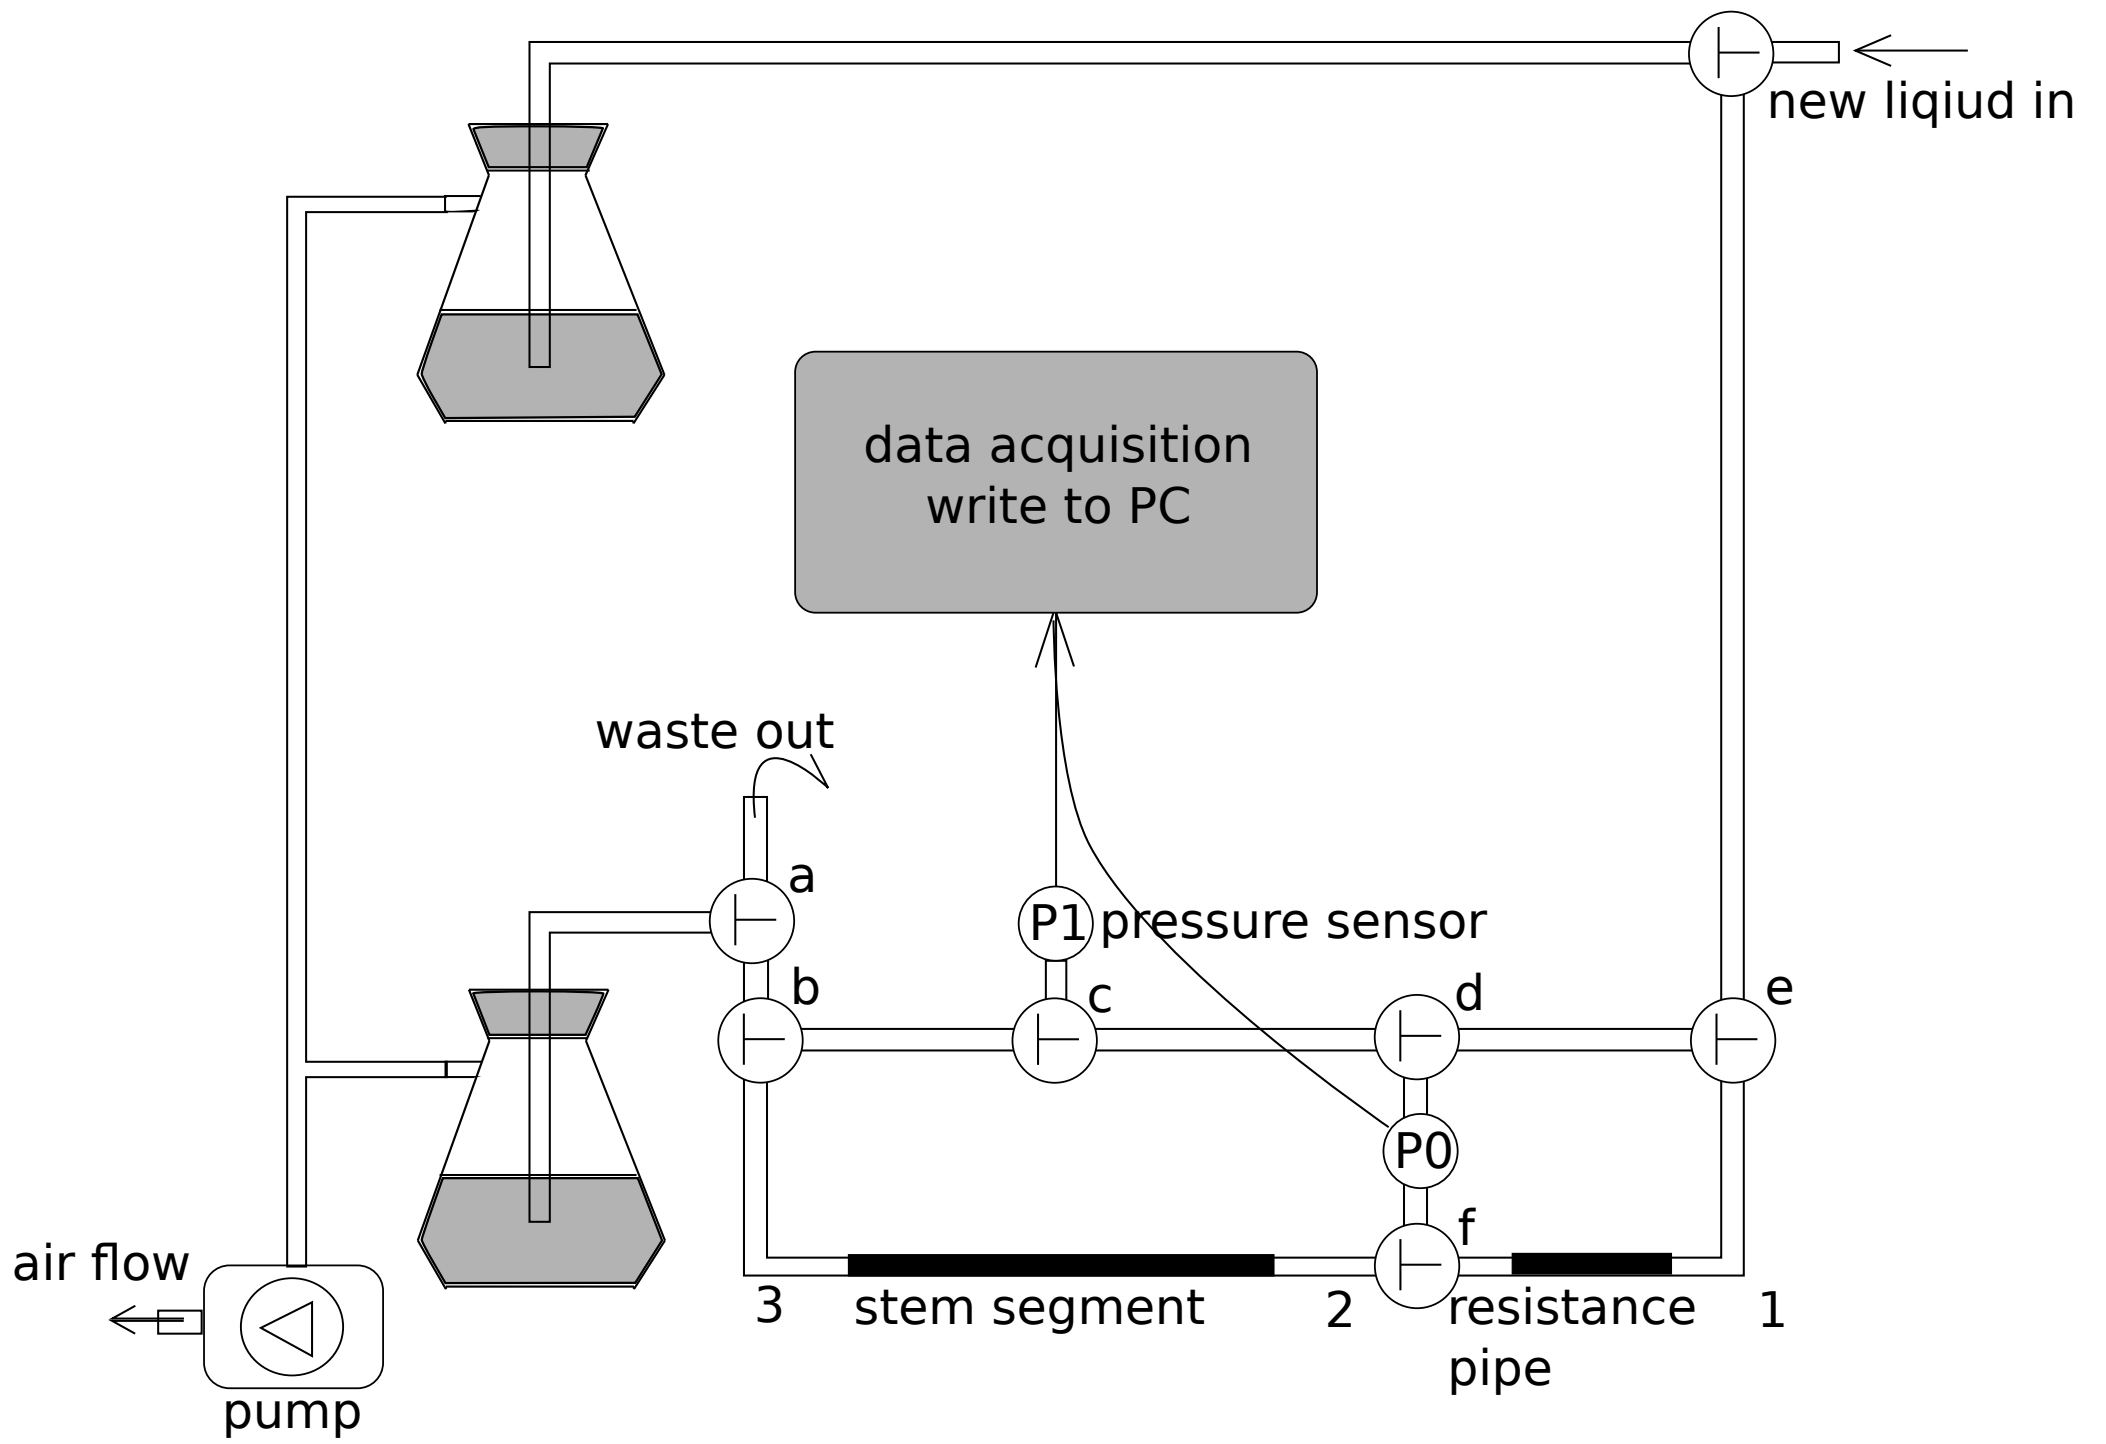 new liqiud in
data acquisition
write to PC
waste out
a
P1
pressure sensor
b
c
d
e
P0
f
air flow
3
stem segment
2
resistance
pipe
1
pump